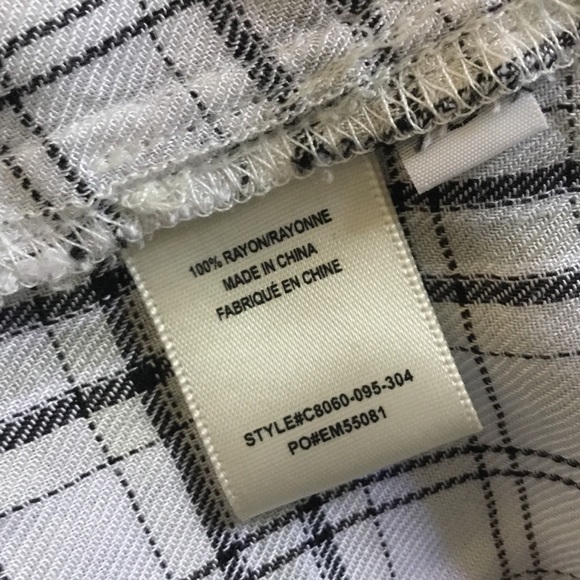 100% RAYON/RAYONNE
MADE IN CHINA
FABRIQUÉ EN CHINE
STYLE#C8060-095-304
PO#EM55081